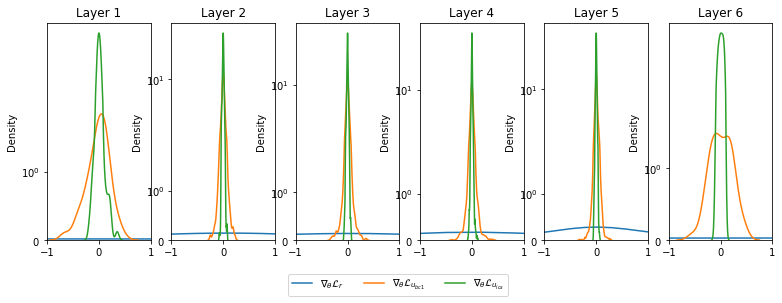 Layer 1 Layer 2 Layer 3 Layer 4 Layer 5 Layer 6
Density Density Density Density Density Density
10⁰ 10¹ 10¹ 10¹ 10¹ 10⁰
10⁰ 10⁰ 10⁰ 10⁰
0 0 0 0 0 0
−1 0 1 −1 0 1 −1 0 1 −1 0 1 −1 0 1 −1 0 1
∇θℒr ∇θℒu_bc1 ∇θℒu_ics